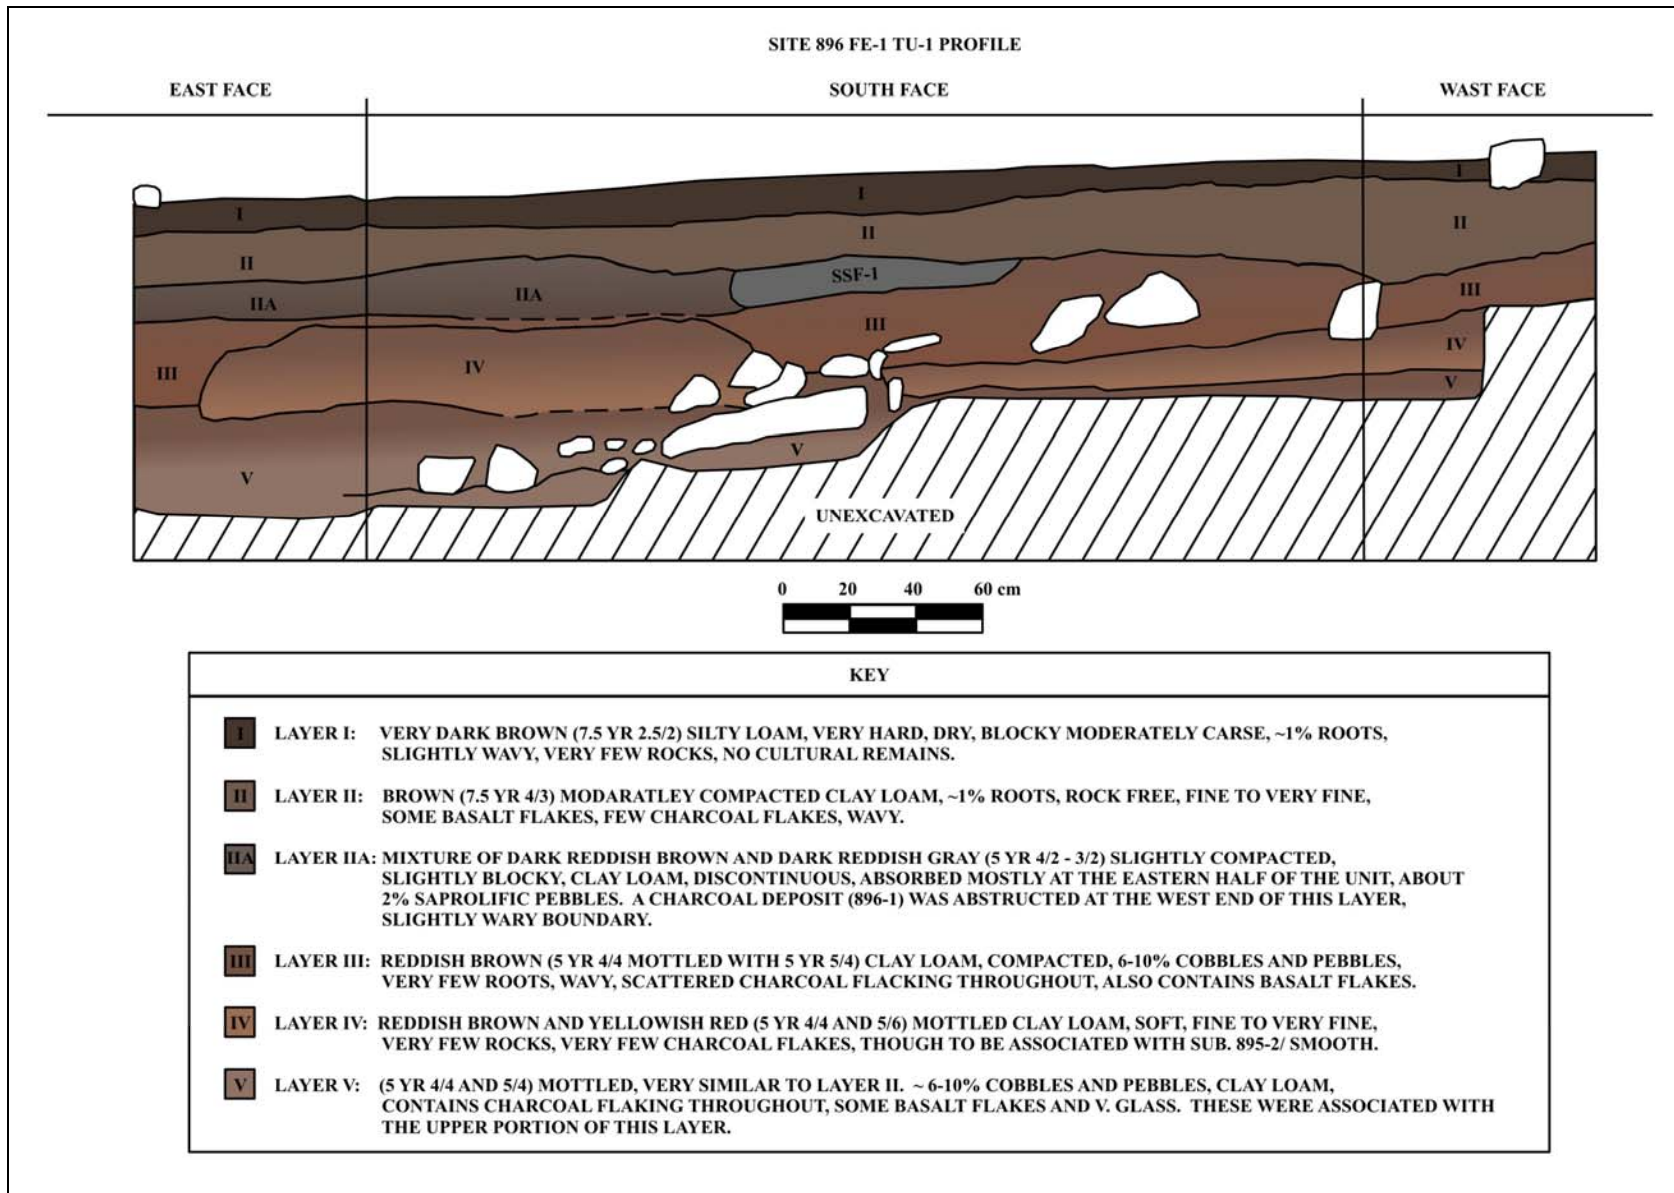 SITE 896 FE-1 TU-1 PROFILE
EAST FACE
SOUTH FACE
WAST FACE
I
I
I
II
II
II
IIA
IIA
SSF-1
III
III
III
IV
IV
V
V
V
UNEXCAVATED
0 20 40 60 cm
KEY
I LAYER I: VERY DARK BROWN (7.5 YR 2.5/2) SILTY LOAM, VERY HARD, DRY, BLOCKY MODERATELY CARSE, ~1% ROOTS,
SLIGHTLY WAVY, VERY FEW ROCKS, NO CULTURAL REMAINS.
II LAYER II: BROWN (7.5 YR 4/3) MODARATLEY COMPACTED CLAY LOAM, ~1% ROOTS, ROCK FREE, FINE TO VERY FINE,
SOME BASALT FLAKES, FEW CHARCOAL FLAKES, WAVY.
IIA LAYER IIA: MIXTURE OF DARK REDDISH BROWN AND DARK REDDISH GRAY (5 YR 4/2 - 3/2) SLIGHTLY COMPACTED,
SLIGHTLY BLOCKY, CLAY LOAM, DISCONTINUOUS, ABSORBED MOSTLY AT THE EASTERN HALF OF THE UNIT, ABOUT
2% SAPROLIFIC PEBBLES. A CHARCOAL DEPOSIT (896-1) WAS ABSTRUCTED AT THE WEST END OF THIS LAYER,
SLIGHTLY WARY BOUNDARY.
III LAYER III: REDDISH BROWN (5 YR 4/4 MOTTLED WITH 5 YR 5/4) CLAY LOAM, COMPACTED, 6-10% COBBLES AND PEBBLES,
VERY FEW ROOTS, WAVY, SCATTERED CHARCOAL FLACKING THROUGHOUT, ALSO CONTAINS BASALT FLAKES.
IV LAYER IV: REDDISH BROWN AND YELLOWISH RED (5 YR 4/4 AND 5/6) MOTTLED CLAY LOAM, SOFT, FINE TO VERY FINE,
VERY FEW ROCKS, VERY FEW CHARCOAL FLAKES, THOUGH TO BE ASSOCIATED WITH SUB. 895-2/ SMOOTH.
V LAYER V: (5 YR 4/4 AND 5/4) MOTTLED, VERY SIMILAR TO LAYER II. ~ 6-10% COBBLES AND PEBBLES, CLAY LOAM,
CONTAINS CHARCOAL FLAKING THROUGHOUT, SOME BASALT FLAKES AND V. GLASS. THESE WERE ASSOCIATED WITH
THE UPPER PORTION OF THIS LAYER.